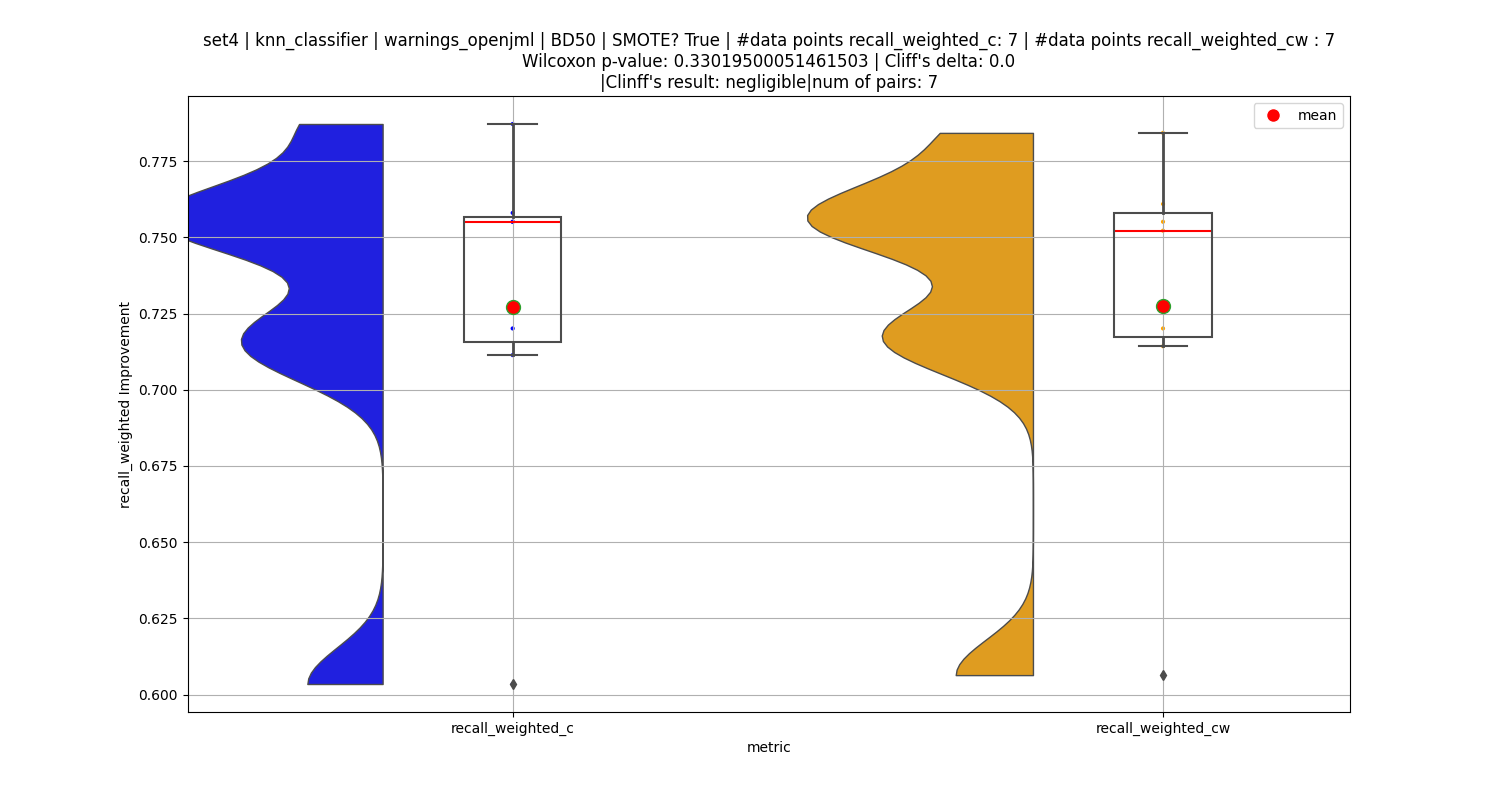 set4 | knn_classifier | warnings_openjml | BD50 | SMOTE? True | #data points recall_weighted_c: 7 | #data points recall_weighted_cw : 7
Wilcoxon p-value: 0.33019500051461503 | Cliff's delta: 0.0
|Clinff's result: negligible|num of pairs: 7
mean
recall_weighted Improvement
0.775
0.750
0.725
0.700
0.675
0.650
0.625
0.600
recall_weighted_c
recall_weighted_cw
metric